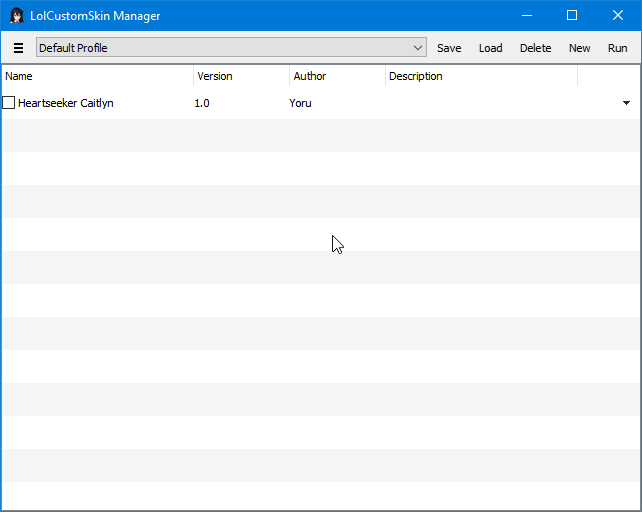 LolCustomSkin Manager
Default Profile Save Load Delete New Run
Name Version Author Description
Heartseeker Caitlyn 1.0 Yoru